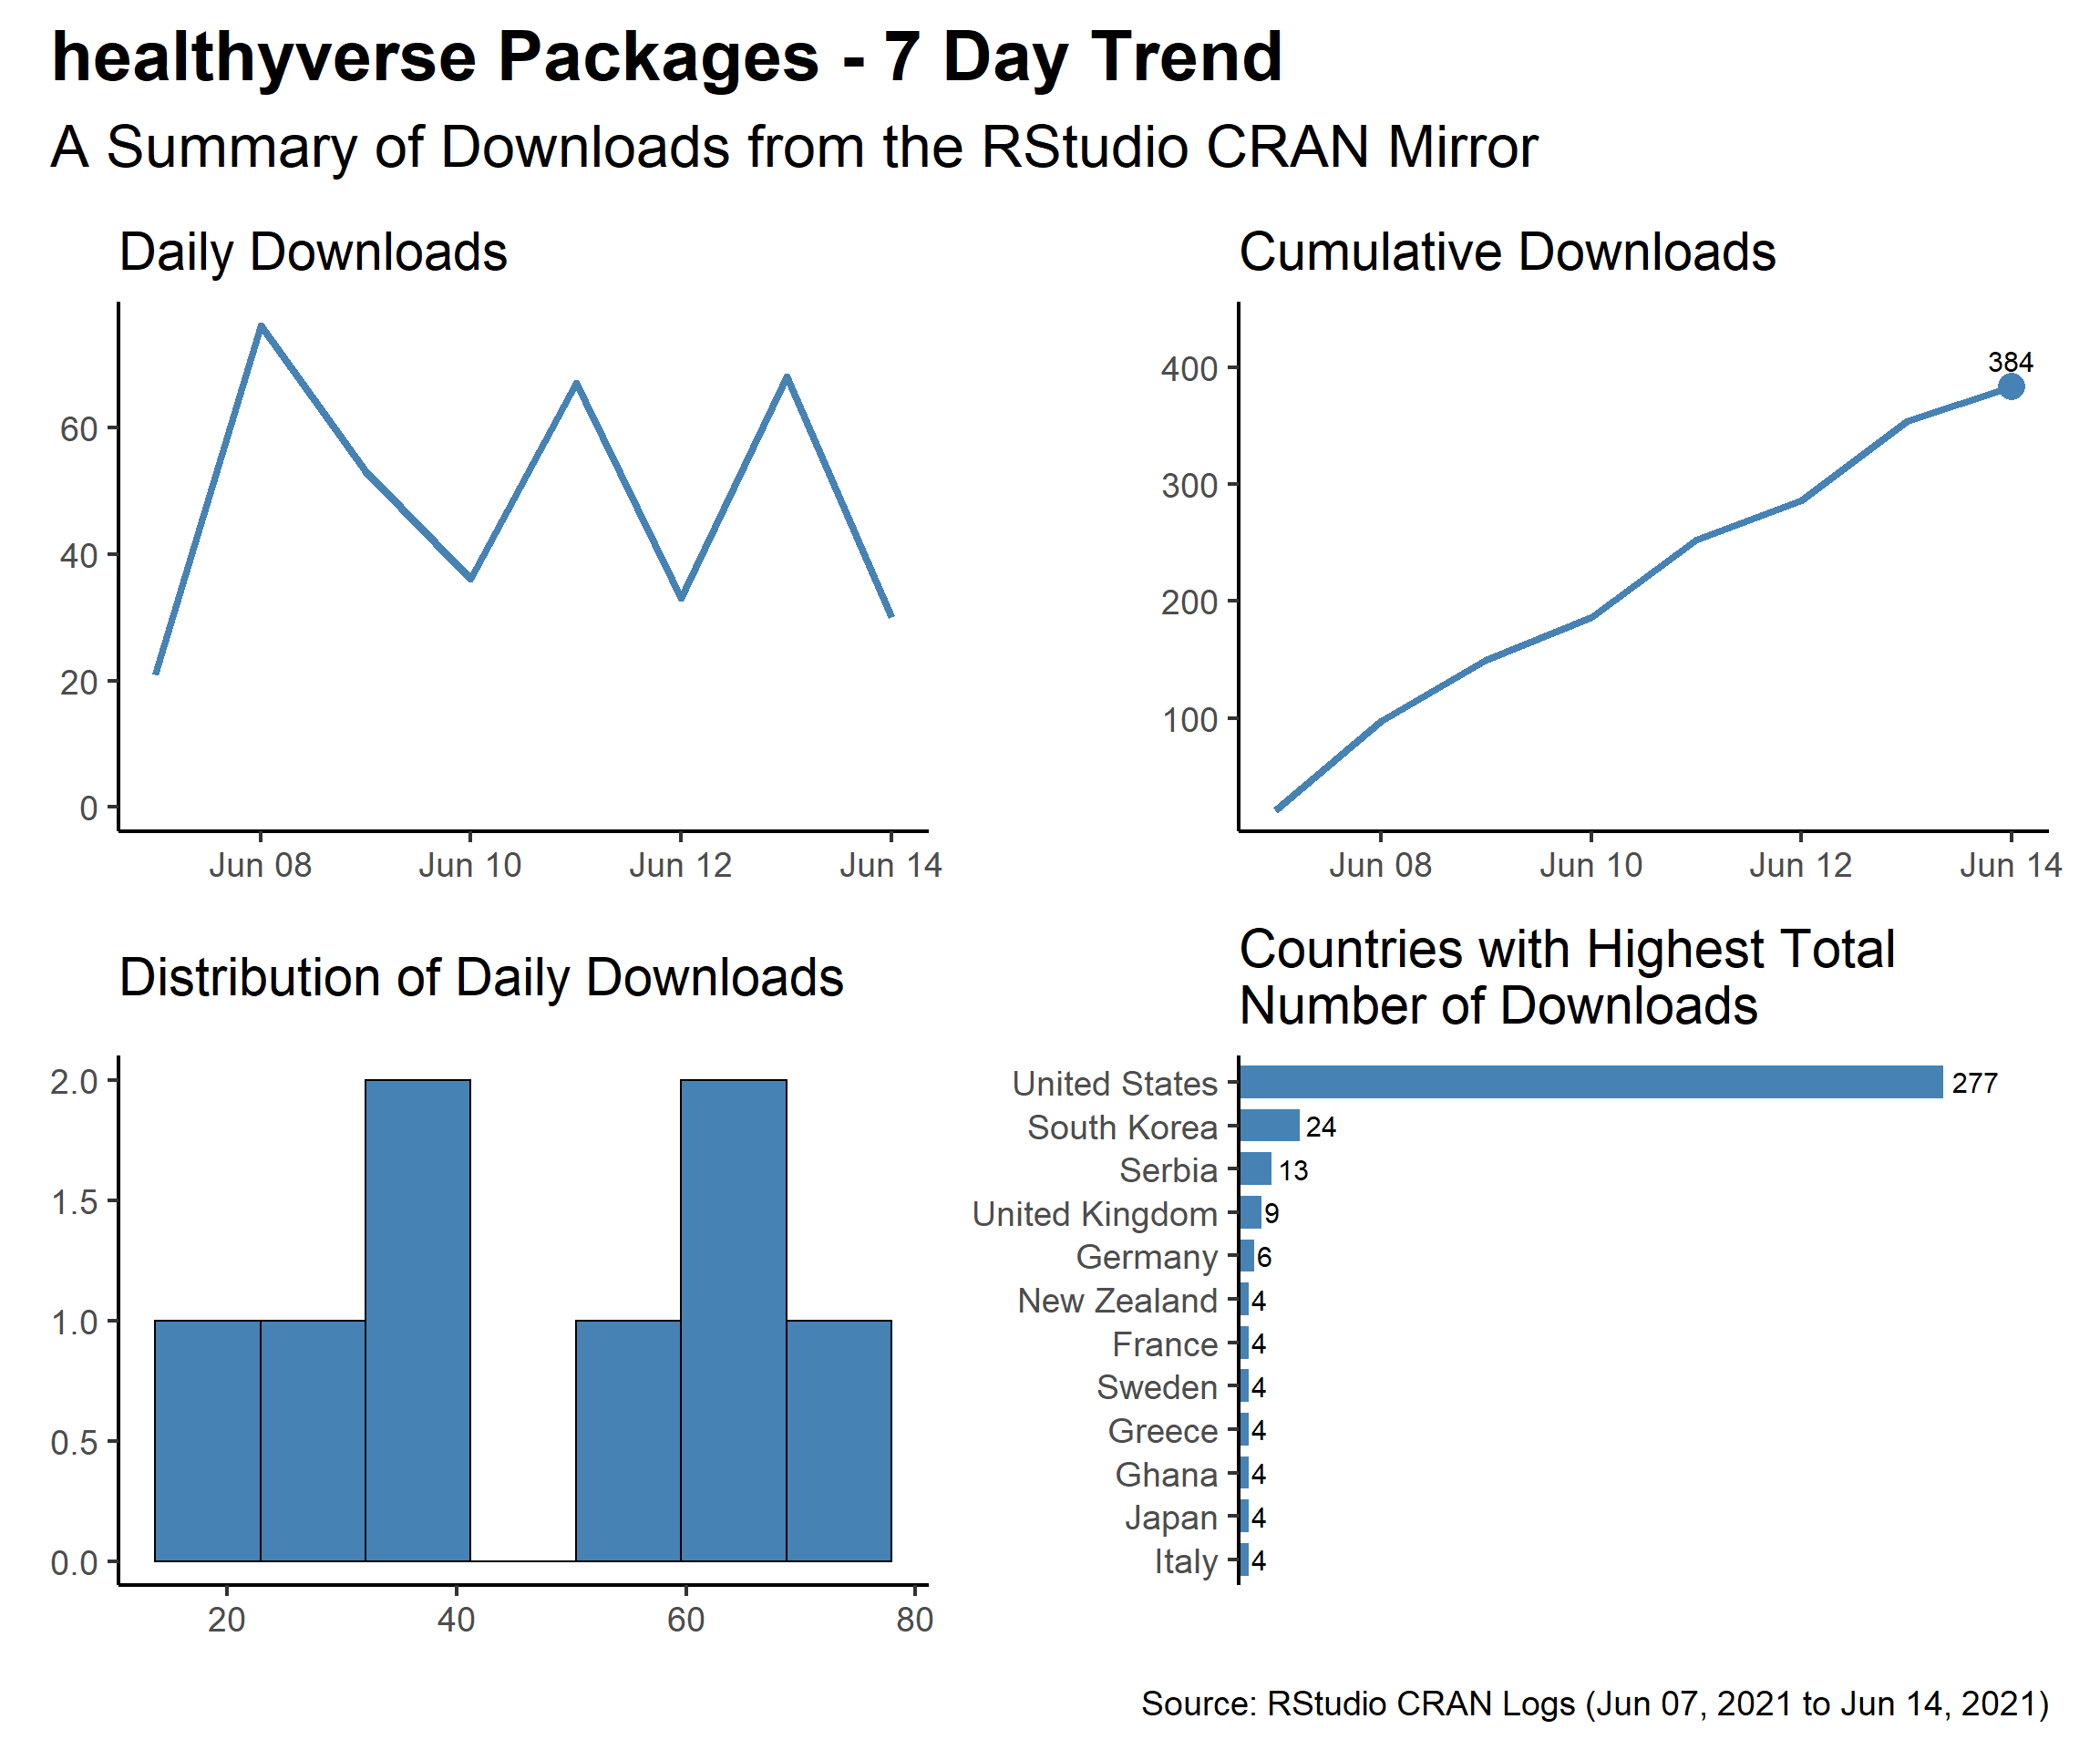 healthyverse Packages - 7 Day Trend
A Summary of Downloads from the RStudio CRAN Mirror
Daily Downloads
60
40
20
0
Jun 08 Jun 10 Jun 12 Jun 14
Cumulative Downloads
384
400
300
200
100
Jun 08 Jun 10 Jun 12 Jun 14
Distribution of Daily Downloads
2.0
1.5
1.0
0.5
0.0
20 40 60 80
Countries with Highest Total
Number of Downloads
United States 277
South Korea 24
Serbia 13
United Kingdom 9
Germany 6
New Zealand 4
France 4
Sweden 4
Greece 4
Ghana 4
Japan 4
Italy 4
Source: RStudio CRAN Logs (Jun 07, 2021 to Jun 14, 2021)